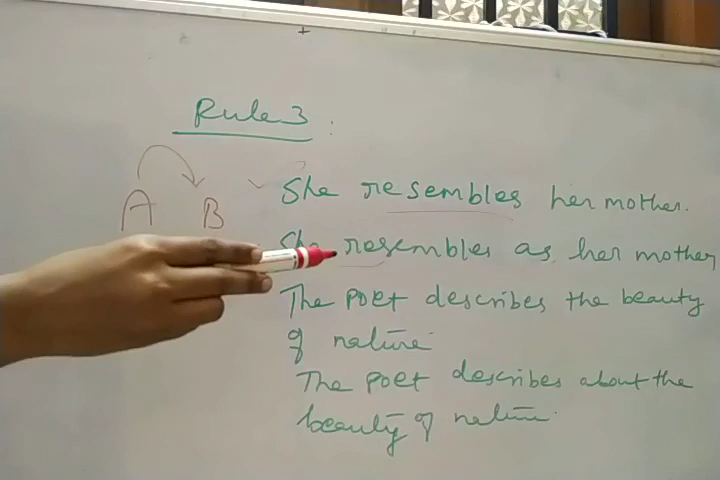 Rule 3 :
A B
She resembles her mother.
She resembles as her mother
The poet describes the beauty
of nature.
The poet describes about the
beauty of nature.